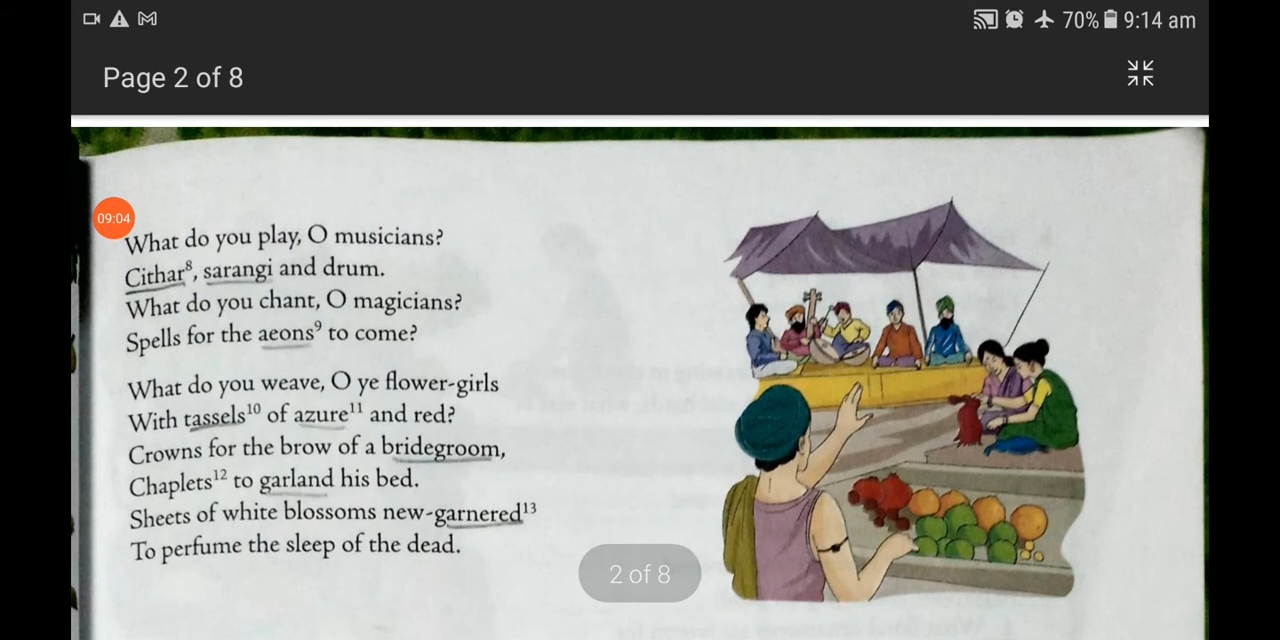 70% 9:14 am
Page 2 of 8
09:04
What do you play, O musicians?
Cithar⁸, sarangi and drum.
What do you chant, O magicians?
Spells for the aeons⁹ to come?
What do you weave, O ye flower-girls
With tassels¹⁰ of azure¹¹ and red?
Crowns for the brow of a bridegroom,
Chaplets¹² to garland his bed.
Sheets of white blossoms new-garnered¹³
To perfume the sleep of the dead.
2 of 8